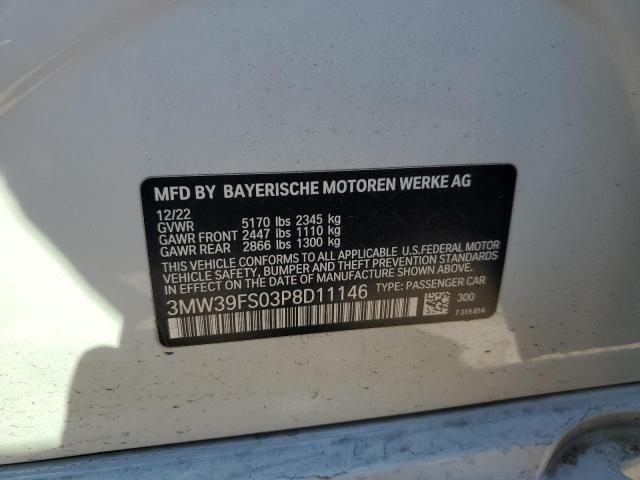 MFD BY BAYERISCHE MOTOREN WERKE AG
12/22
GVWR 5170 lbs 2345 kg
GAWR FRONT 2447 lbs 1110 kg
GAWR REAR 2866 lbs 1300 kg
THIS VEHICLE CONFORMS TO ALL APPLICABLE U.S.FEDERAL MOTOR
VEHICLE SAFETY, BUMPER, AND THEFT PREVENTION STANDARDS
IN EFFECT ON THE DATE OF MANUFACTURE SHOWN ABOVE.
3MW39FS03P8D11146 TYPE: PASSENGER CAR
300
7 319 814